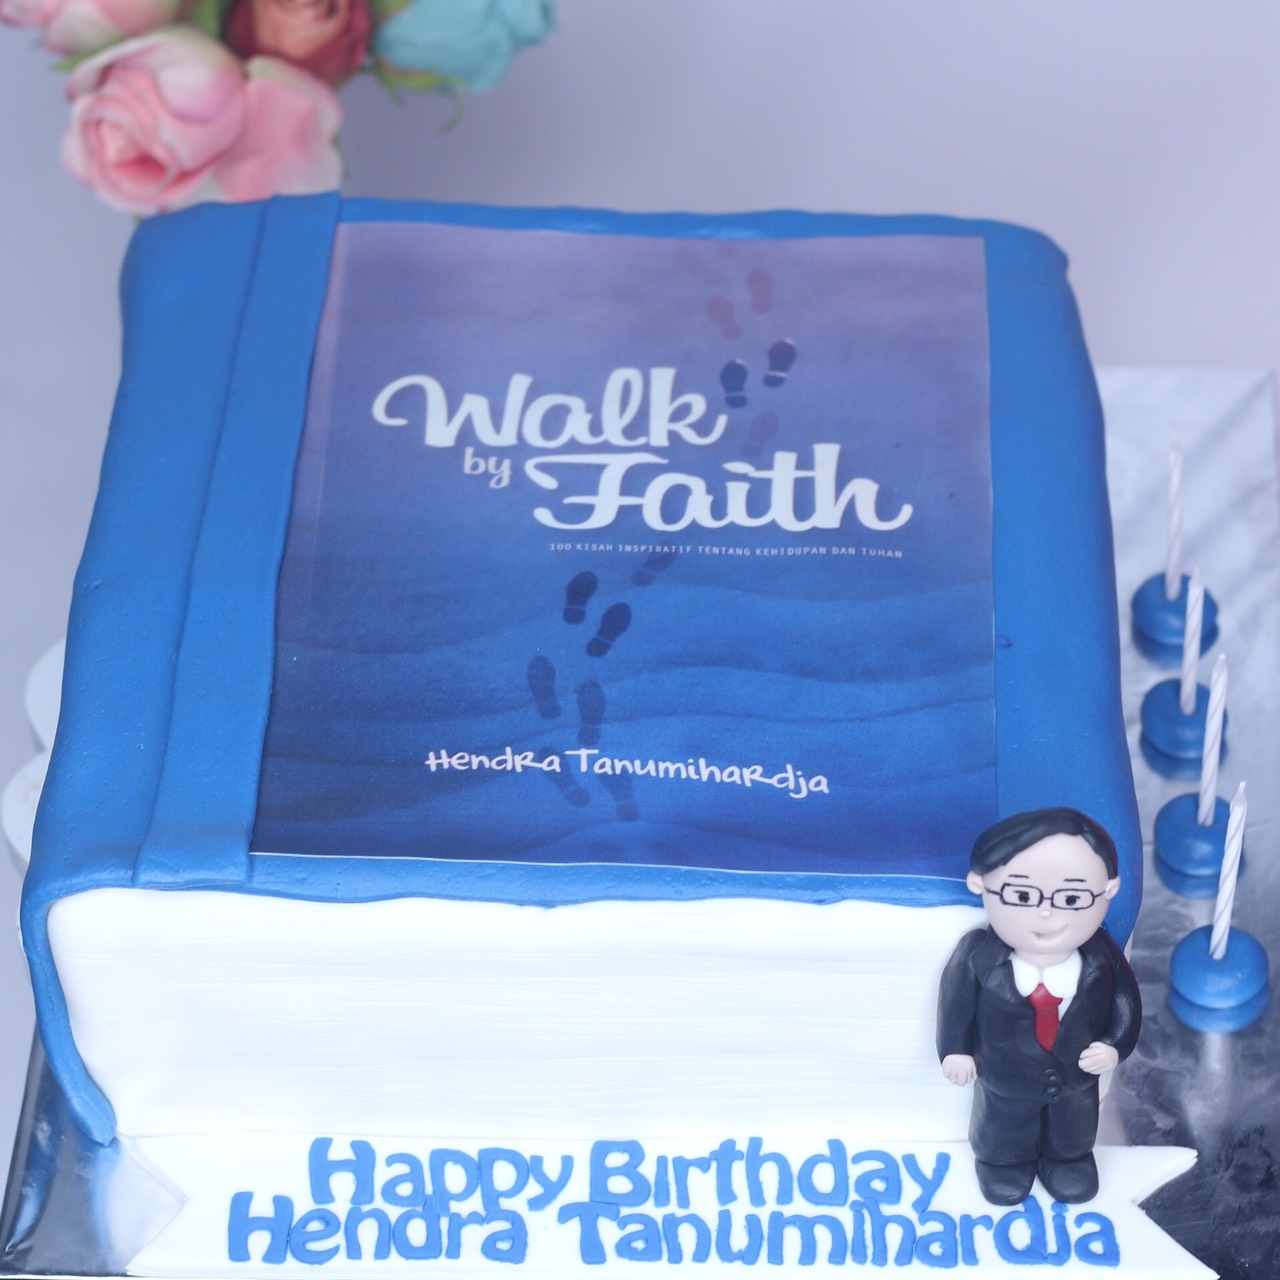 Walk
by Faith
100 KISAH INSPIRATIF TENTANG KEHIDUPAN DAN TUHAN
Hendra Tanumihardja
Happy Birthday
Hendra Tanumihardja